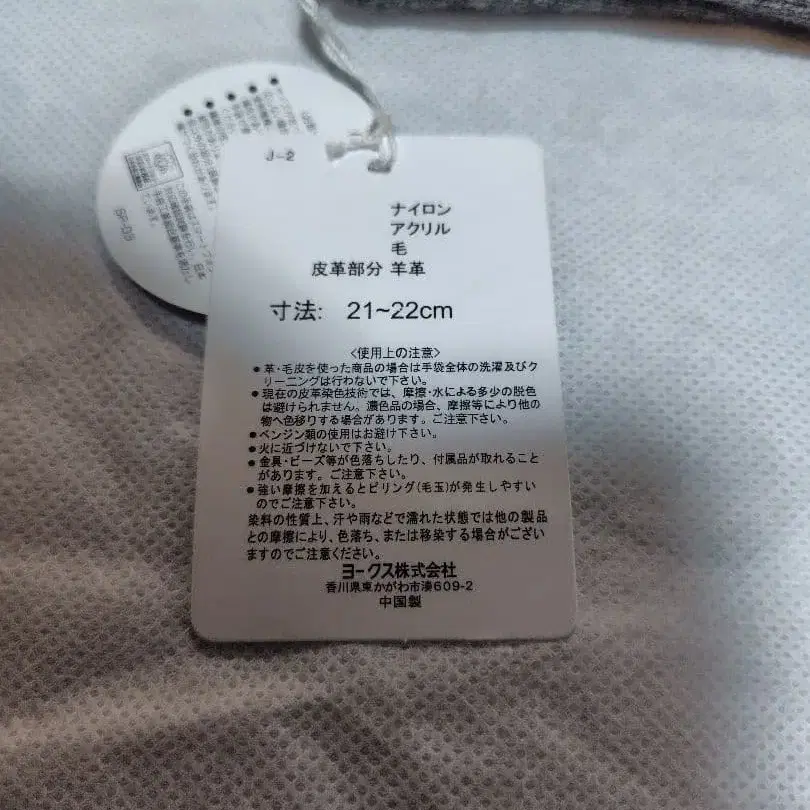 J-2
ナイロン
アクリル
毛
皮革部分 羊革
寸法: 21~22cm
〈使用上の注意〉
● 革・毛皮を使った商品の場合は手袋全体の洗濯及びク
リーニングは行わないで下さい。
● 現在の皮革染色技術では、摩擦・水による多少の脱色
は避けられません。濃色品の場合、摩擦等により他の
物へ色移りする場合があります。ご注意下さい。
● ベンジン類の使用はお避け下さい。
● 火に近づけないで下さい。
● 金具・ビーズ等が色落ちしたり、付属品が取れること
があります。ご注意下さい。
● 強い摩擦を加えるとピリング(毛玉)が発生しやすい
のでご注意下さい。
染料の性質上、汗や雨などで濡れた状態では他の製品
との摩擦により、色落ち、または移染する場合がござい
ますのでご注意ください。
ヨークス株式会社
香川県東かがわ市湊609-2
中国製